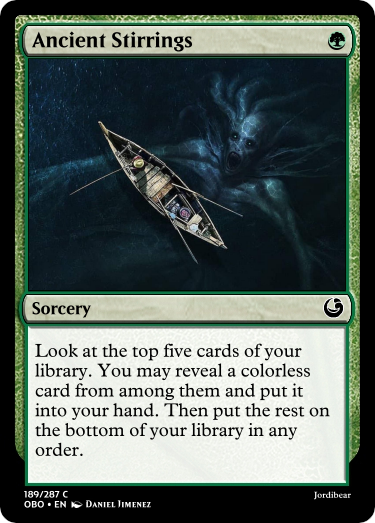 Ancient Stirrings
Sorcery
Look at the top five cards of your
library. You may reveal a colorless
card from among them and put it
into your hand. Then put the rest on
the bottom of your library in any
order.
189/287 C
OBO • EN Daniel Jimenez
Jordibear